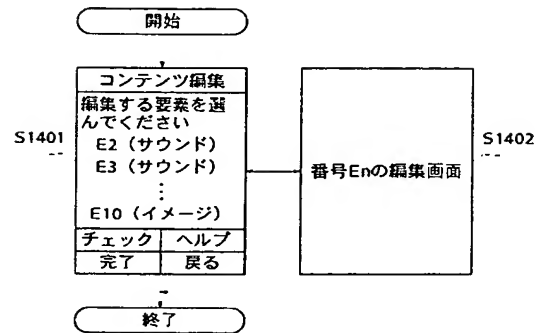 開始
コンテンツ編集
編集する要素を選
んでください
E2（サウンド）
E3（サウンド）
⋮
E10（イメージ）
チェック
ヘルプ
完了
戻る
S1401
番号Enの編集画面
S1402
終了